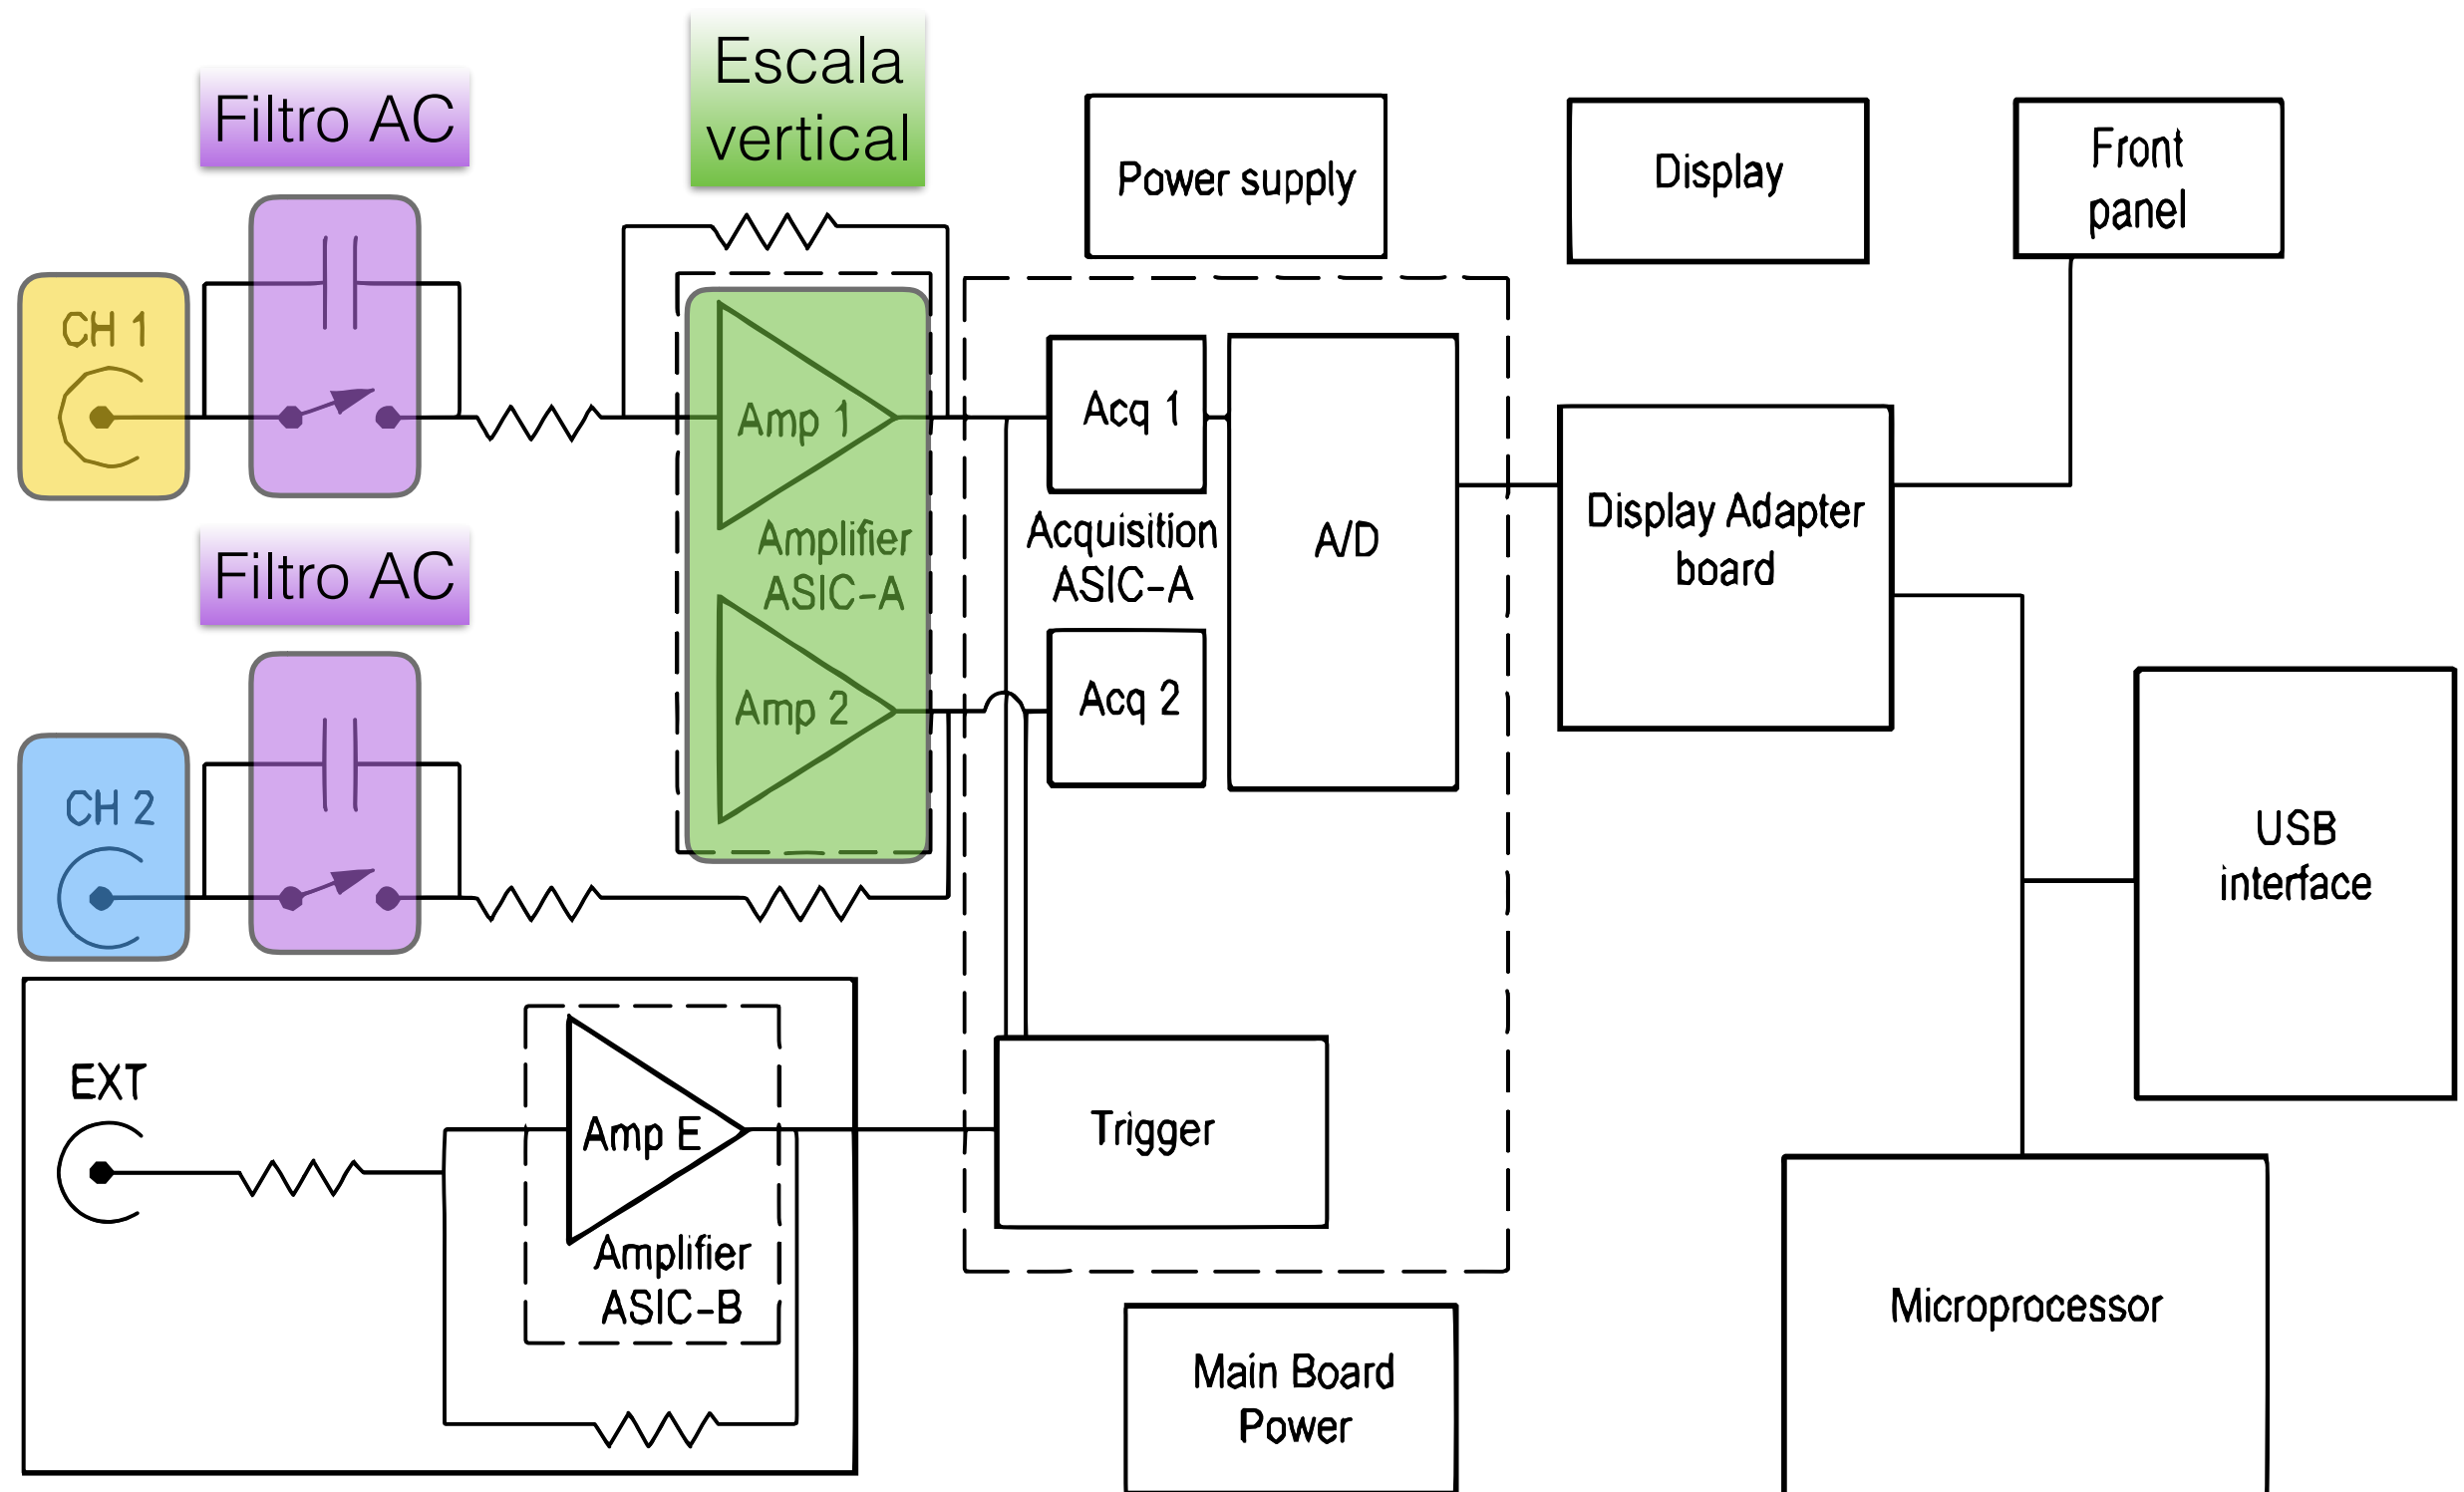 Escala
vertical
Filtro AC
Power supply
Display
Front
panel
CH 1
Amp 1
Acq 1
Amplifier
ASIC-A
Acquisition
ASIC-A
A/D
Display Adapter
board
Filtro AC
Amp 2
Acq 2
CH 2
USB
interface
EXT
Amp E
Trigger
Amplifier
ASIC-B
Microprocessor
Main Board
Power